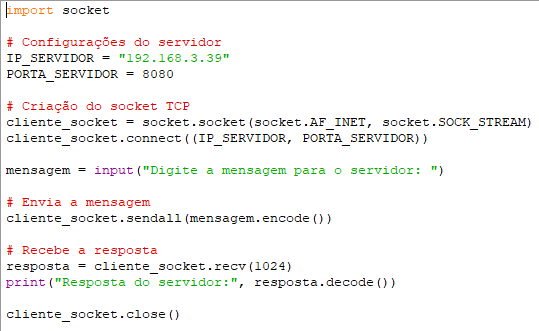 import socket

# Configurações do servidor
IP_SERVIDOR = "192.168.3.39"
PORTA_SERVIDOR = 8080

# Criação do socket TCP
cliente_socket = socket.socket(socket.AF_INET, socket.SOCK_STREAM)
cliente_socket.connect((IP_SERVIDOR, PORTA_SERVIDOR))

mensagem = input("Digite a mensagem para o servidor: ")

# Envia a mensagem
cliente_socket.sendall(mensagem.encode())

# Recebe a resposta
resposta = cliente_socket.recv(1024)
print("Resposta do servidor:", resposta.decode())

cliente_socket.close()